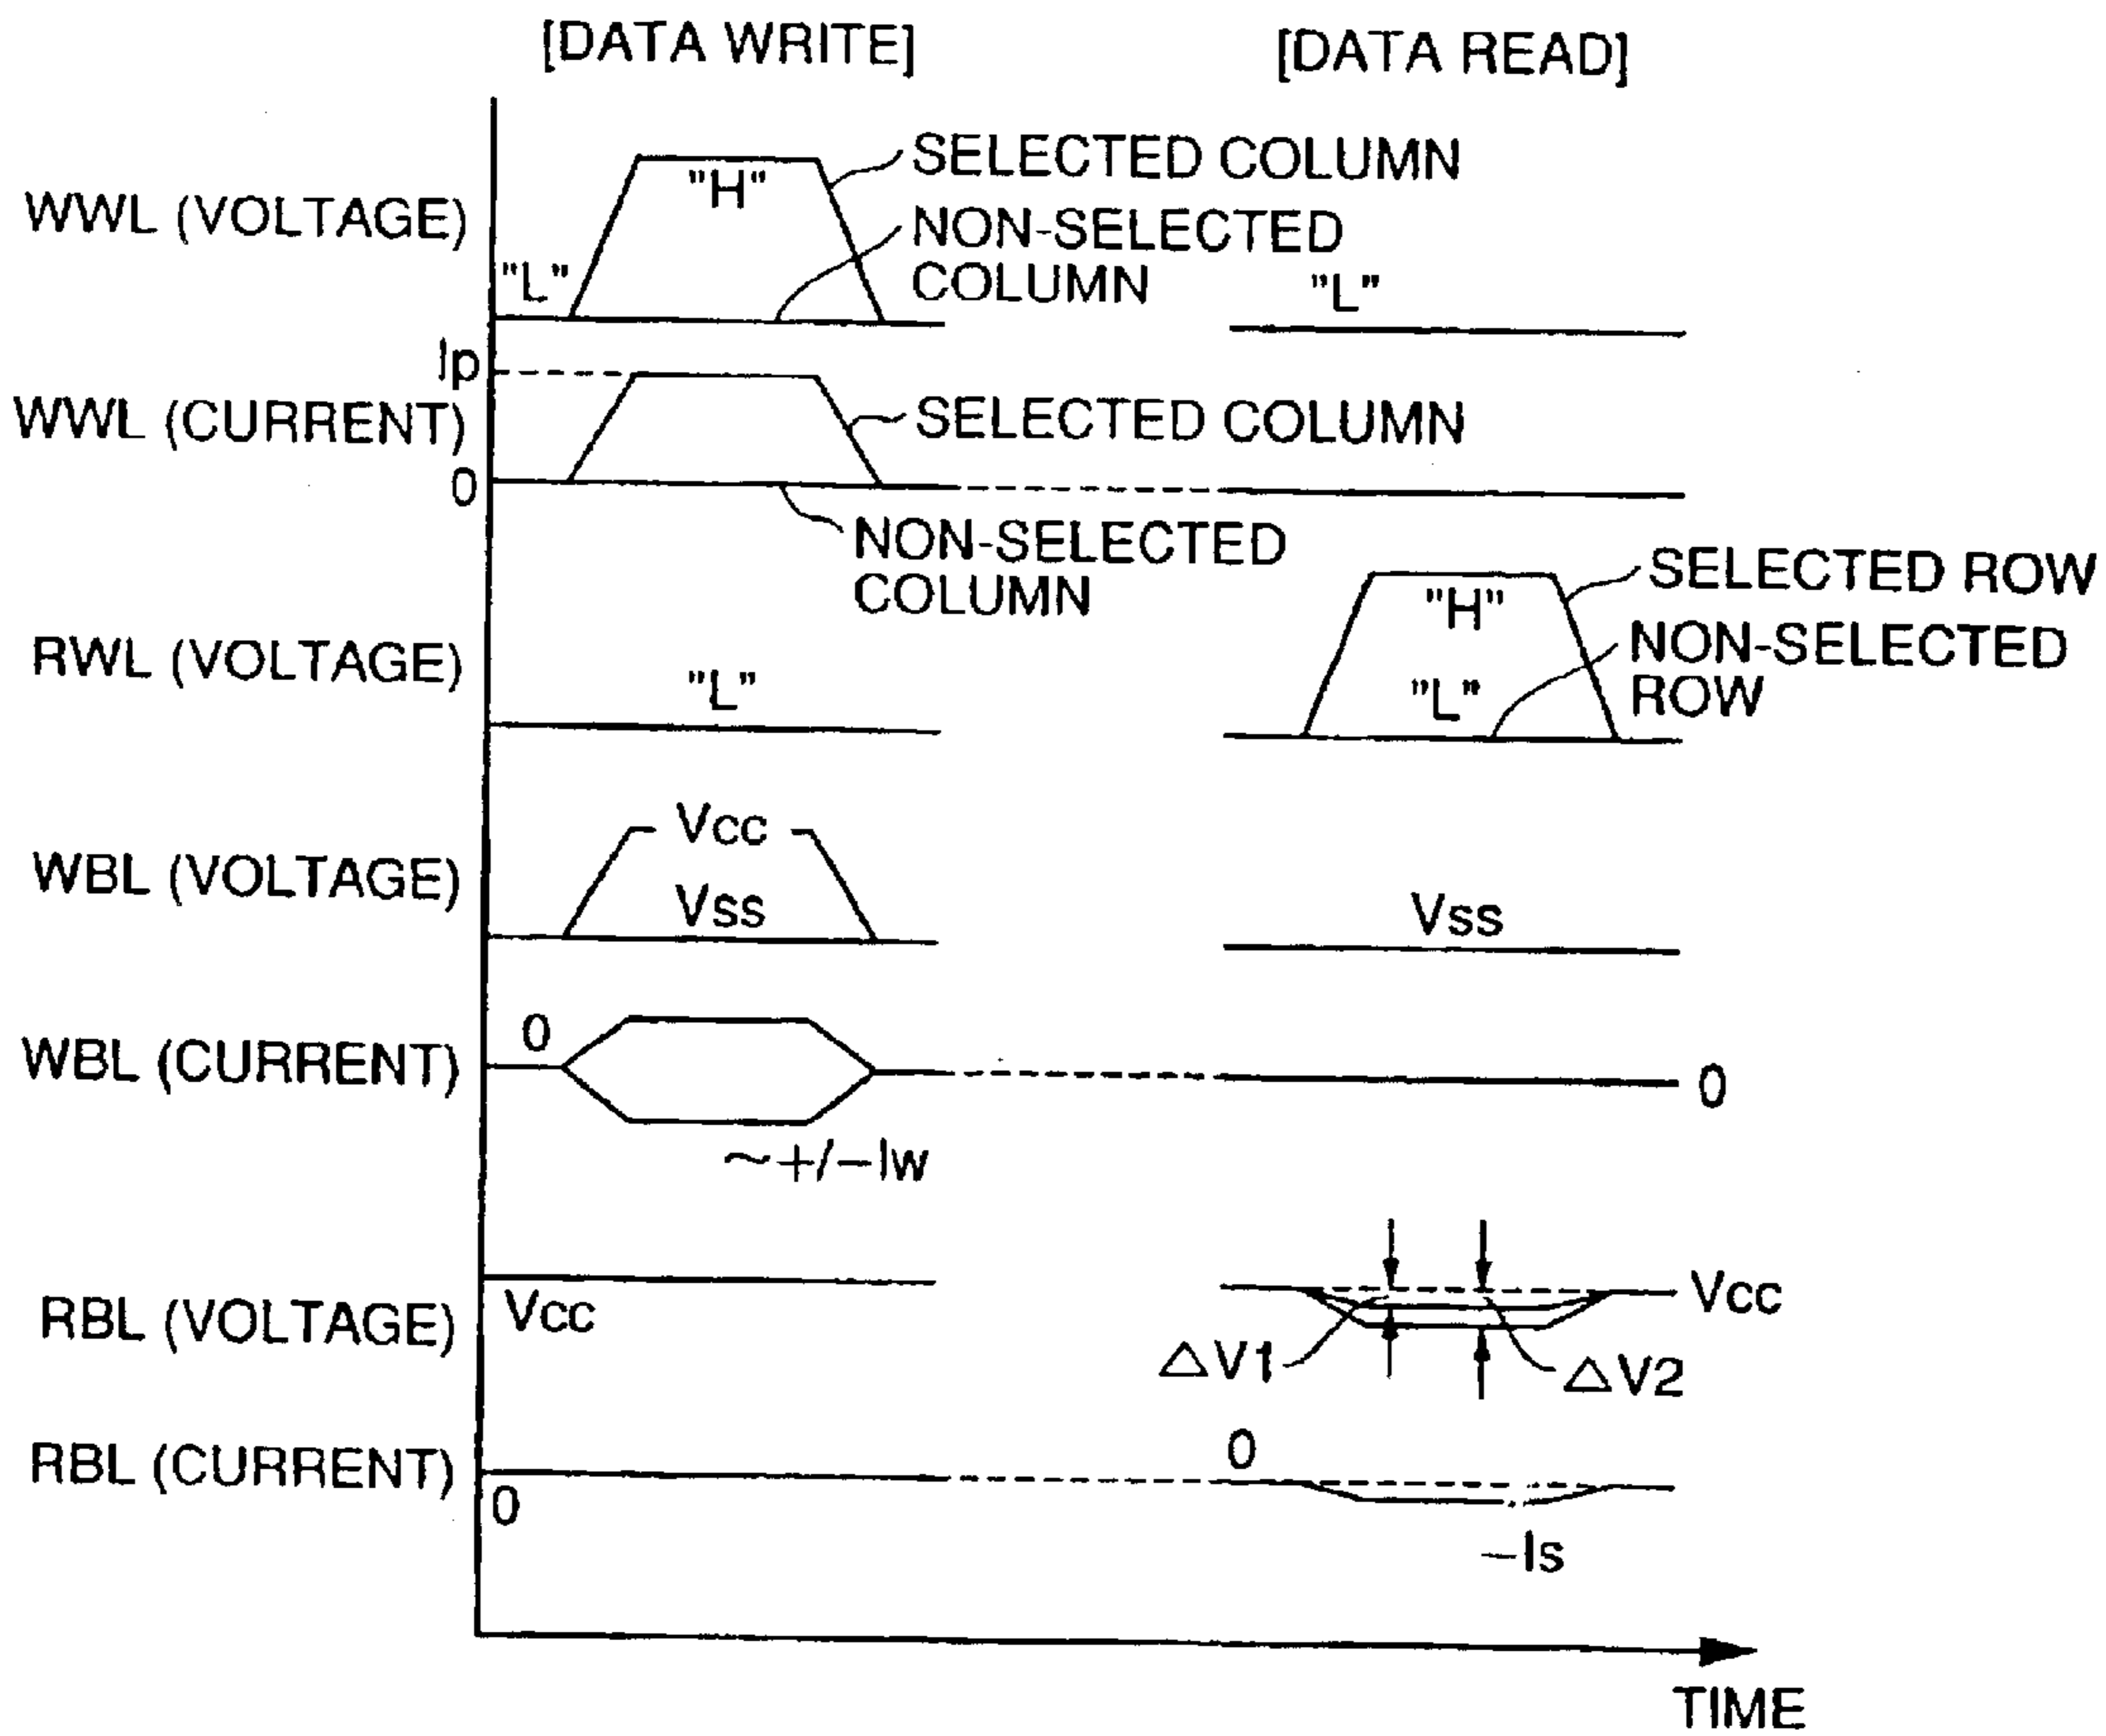 [DATA WRITE]
[DATA READ]
WWL (VOLTAGE)
"L"
"H"
SELECTED COLUMN
NON-SELECTED
COLUMN
"L"
Ip
WWL (CURRENT)
0
SELECTED COLUMN
NON-SELECTED
COLUMN
RWL (VOLTAGE)
"L"
"H"
"L"
SELECTED ROW
NON-SELECTED
ROW
WBL (VOLTAGE)
Vcc
Vss
Vss
WBL (CURRENT)
0
~+/-Iw
0
RBL (VOLTAGE)
Vcc
△V1
△V2
Vcc
RBL (CURRENT)
0
0
-Is
TIME